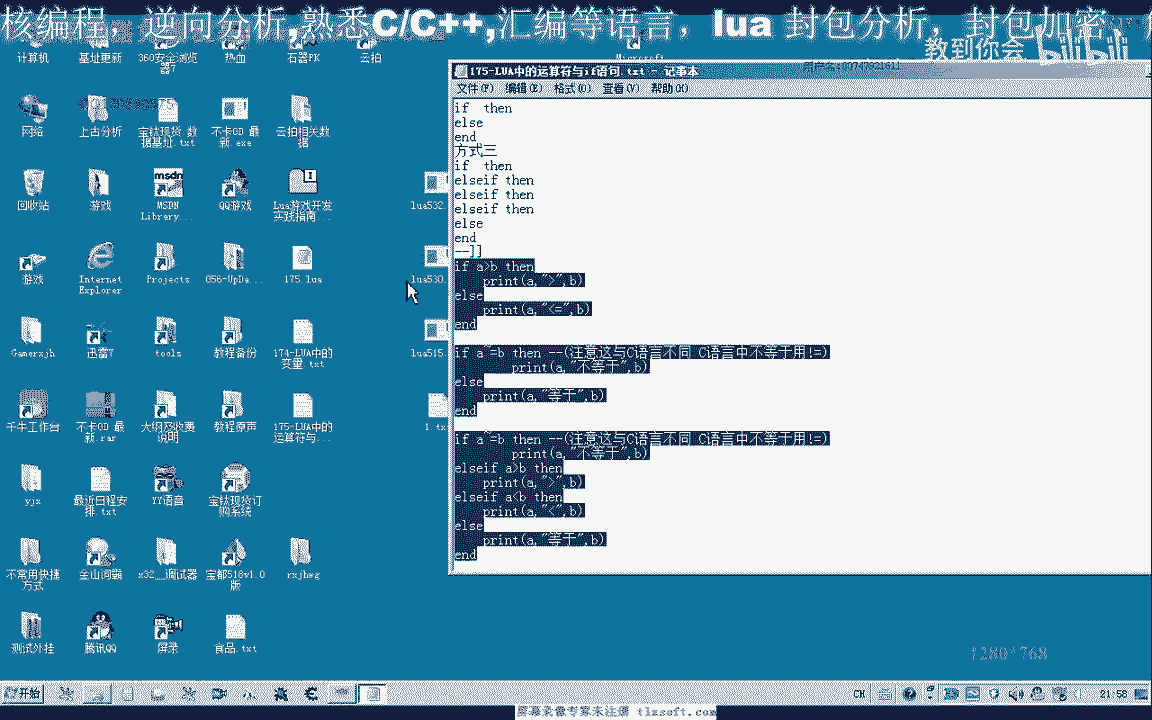 核编程，逆向分析,熟悉C/C++,汇编等语言，lua 封包分析，封包加密
教到你会 bilibili
计算机
基址更新
360安全浏览器7
热血
石器PK
云拍
网络
上古分析
宝钛现货 数据基址.txt
不卡OD 最新.exe
云拍相关数据
回收站
游戏
MSDN Library...
QQ游戏
Lua游戏开发实践指南...
lua532.
游戏
Internet Explorer
Projects
056-UpDa...
175.lua
lua530.
Gamerxjh
迅雷7
tools
教程备份
174-LUA中的变量.txt
lua515.
千牛工作台
不卡OD 最新.rar
大纲及收费说明
教程原声
175-LUA中的运算符与...
1.tx
yjx
最近日程安排.txt
YY语音
宝钛现货订购系统
不常用快捷方式
金山词霸
x32__调试器
宝都518v1.0版
rxjhwg
测试外挂
腾讯QQ
屏录
食品.txt
175-LUA中的运算符与if语句.txt - 记事本
文件(F) 编辑(E) 格式(O) 查看(V) 帮助(H)
if  then
else
end
方式三
if  then
elseif then
elseif then
elseif then
else
end
--]]
if a>b then
print(a,">",b)
else
print(a,"<=",b)
end
if a~=b then --(注意这与C语言不同 C语言中不等于用!=)
print(a,"不等于",b)
else
print(a,"等于",b)
end
if a~=b then --(注意这与C语言不同 C语言中不等于用!=)
print(a,"不等于",b)
elseif a>b then
print(a,">",b)
elseif a<b then
print(a,"<",b)
else
print(a,"等于",b)
end
1280*768
开始
CH
21:58
屏幕录像专家未注册 tlxsoft.com